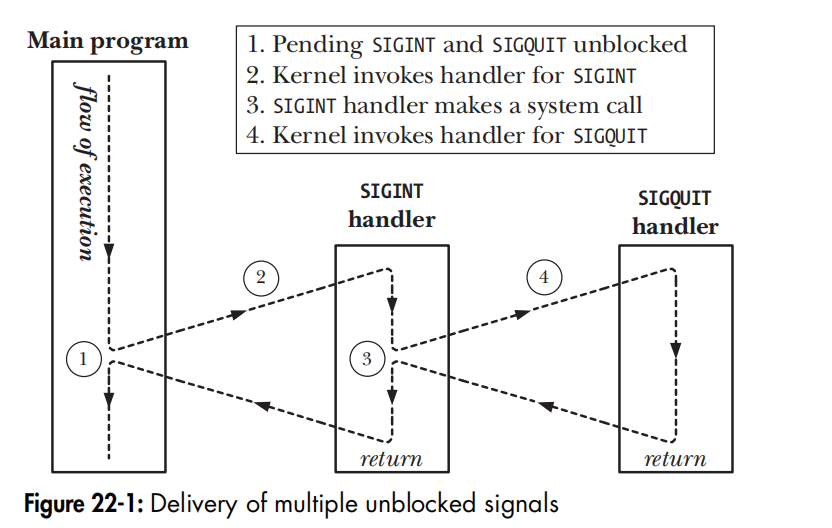 Main program
1. Pending SIGINT and SIGQUIT unblocked
2. Kernel invokes handler for SIGINT
3. SIGINT handler makes a system call
4. Kernel invokes handler for SIGQUIT
flow of execution
SIGINT
handler
SIGQUIT
handler
2
4
1
3
return
return
Figure 22-1: Delivery of multiple unblocked signals